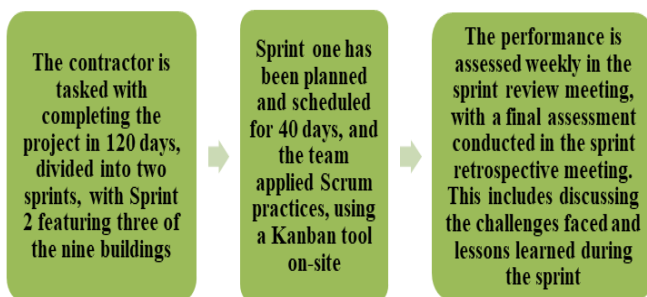 The contractor is
tasked with
completing the
project in 120 days,
divided into two
sprints, with Sprint
2 featuring three of
the nine buildings
Sprint one has
been planned
and scheduled
for 40 days, and
the team
applied Scrum
practices, using
a Kanban tool
on-site
The performance is
assessed weekly in the
sprint review meeting,
with a final assessment
conducted in the sprint
retrospective meeting.
This includes discussing
the challenges faced and
lessons learned during
the sprint